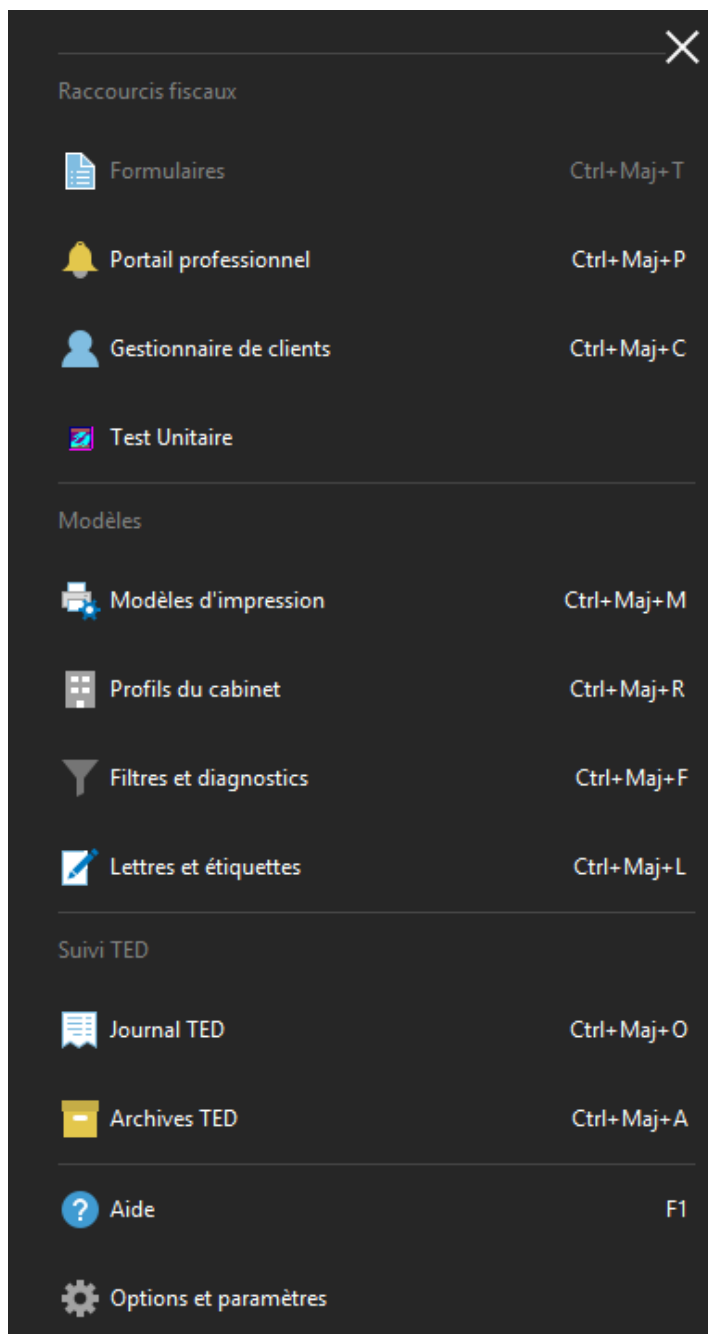 Raccourcis fiscaux
Formulaires Ctrl+Maj+T
Portail professionnel Ctrl+Maj+P
Gestionnaire de clients Ctrl+Maj+C
Test Unitaire
Modèles
Modèles d'impression Ctrl+Maj+M
Profils du cabinet Ctrl+Maj+R
Filtres et diagnostics Ctrl+Maj+F
Lettres et étiquettes Ctrl+Maj+L
Suivi TED
Journal TED Ctrl+Maj+O
Archives TED Ctrl+Maj+A
Aide F1
Options et paramètres